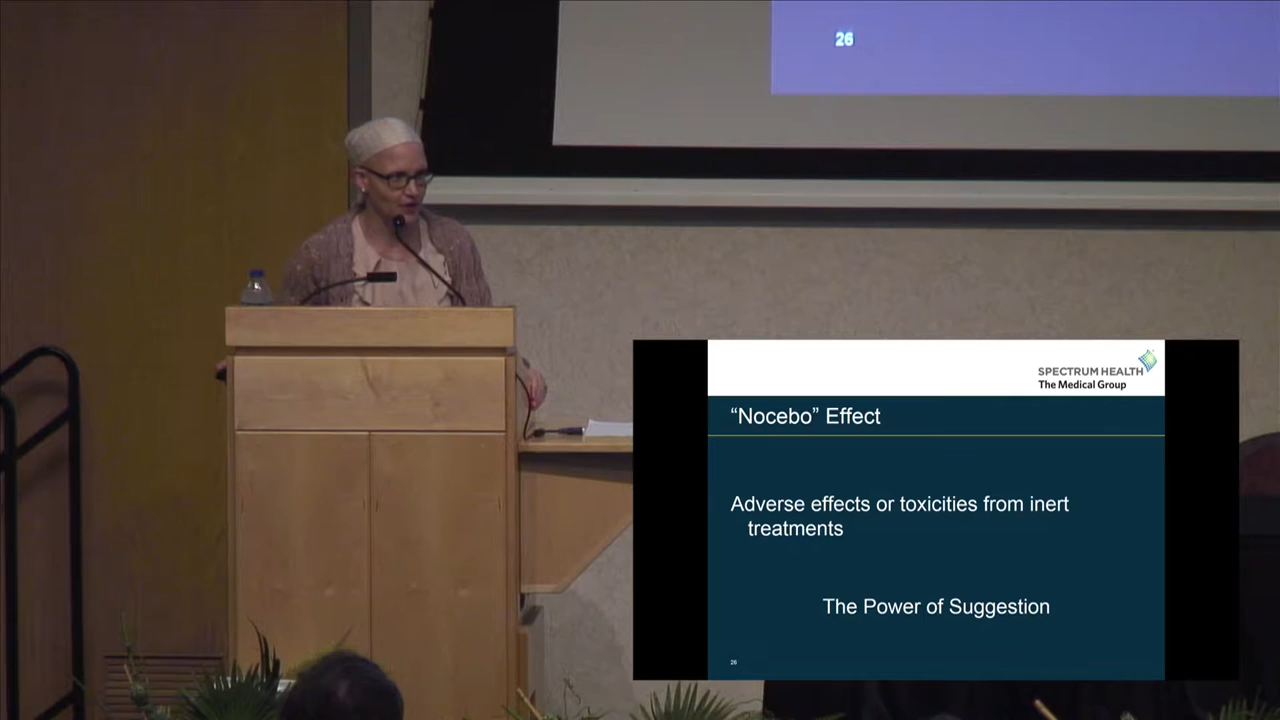 26
SPECTRUM HEALTH
The Medical Group
“Nocebo” Effect
Adverse effects or toxicities from inert
treatments
The Power of Suggestion
26